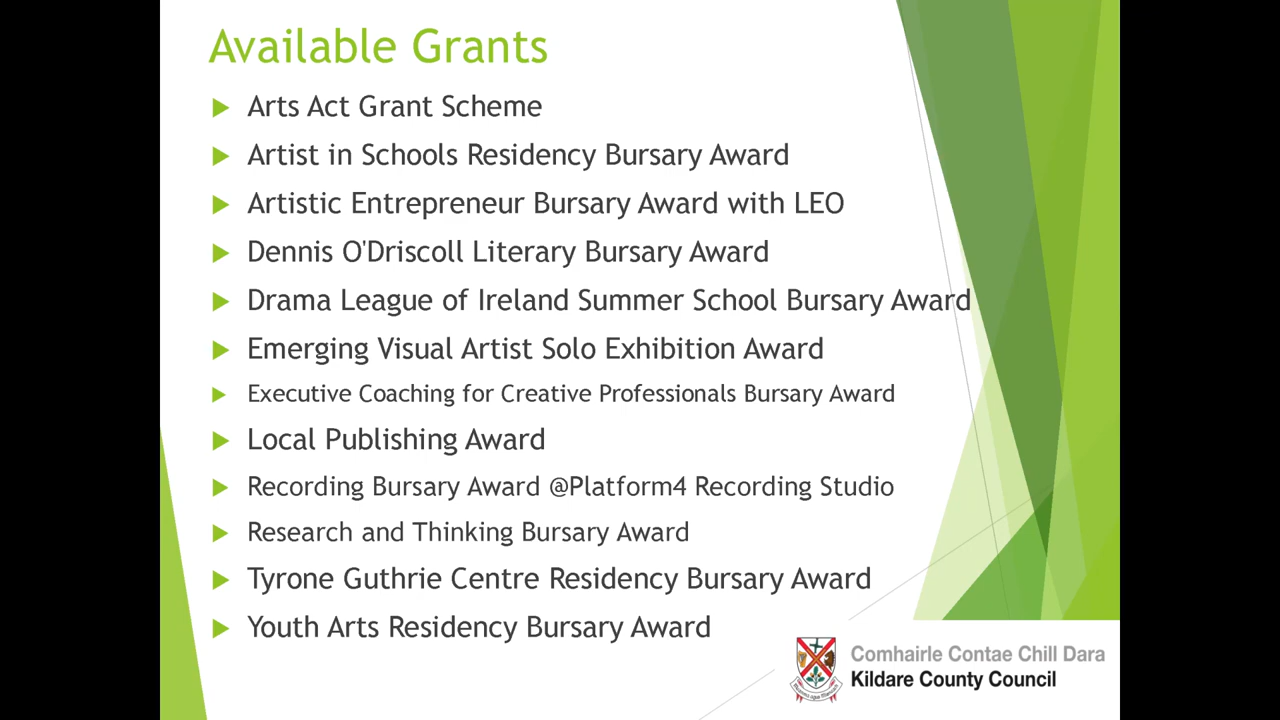 Available Grants
Arts Act Grant Scheme
Artist in Schools Residency Bursary Award
Artistic Entrepreneur Bursary Award with LEO
Dennis O'Driscoll Literary Bursary Award
Drama League of Ireland Summer School Bursary Award
Emerging Visual Artist Solo Exhibition Award
Executive Coaching for Creative Professionals Bursary Award
Local Publishing Award
Recording Bursary Award @Platform4 Recording Studio
Research and Thinking Bursary Award
Tyrone Guthrie Centre Residency Bursary Award
Youth Arts Residency Bursary Award
Comhairle Contae Chill Dara
Kildare County Council